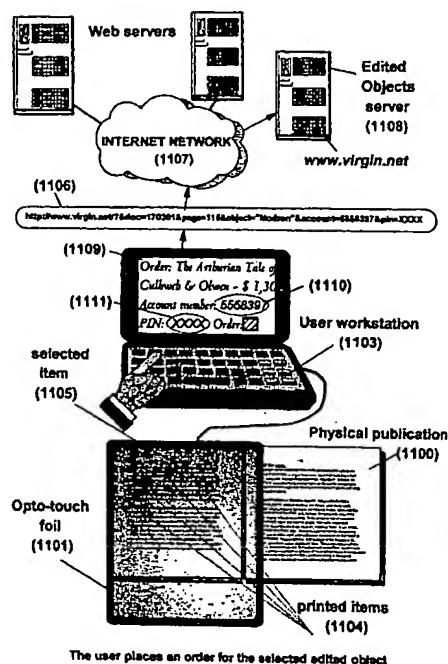 Web servers
Edited
Objects
server
(1108)
INTERNET NETWORK
(1107)
www.virgin.net
(1106)
(1109)
Order: The Arthurian Tale of
Culhwch & Olwen - $ 1,30
(1110)
(1111)
Account number: 556839
PIN: XXXX Order:
User workstation
(1103)
selected
item
(1105)
Physical publication
(1100)
Opto-touch
foil
(1101)
printed items
(1104)
The user places an order for the selected edited object